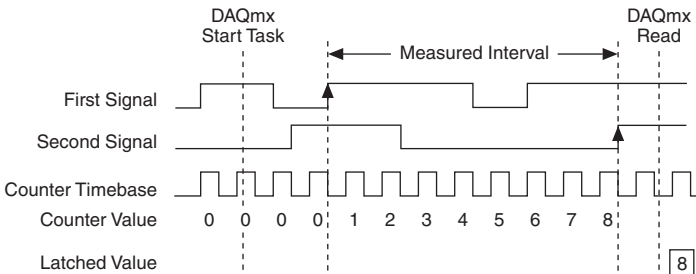 DAQmx
Start Task
DAQmx
Read
Measured Interval
First Signal
Second Signal
Counter Timebase
Counter Value 0 0 0 0 1 2 3 4 5 6 7 8
Latched Value 8